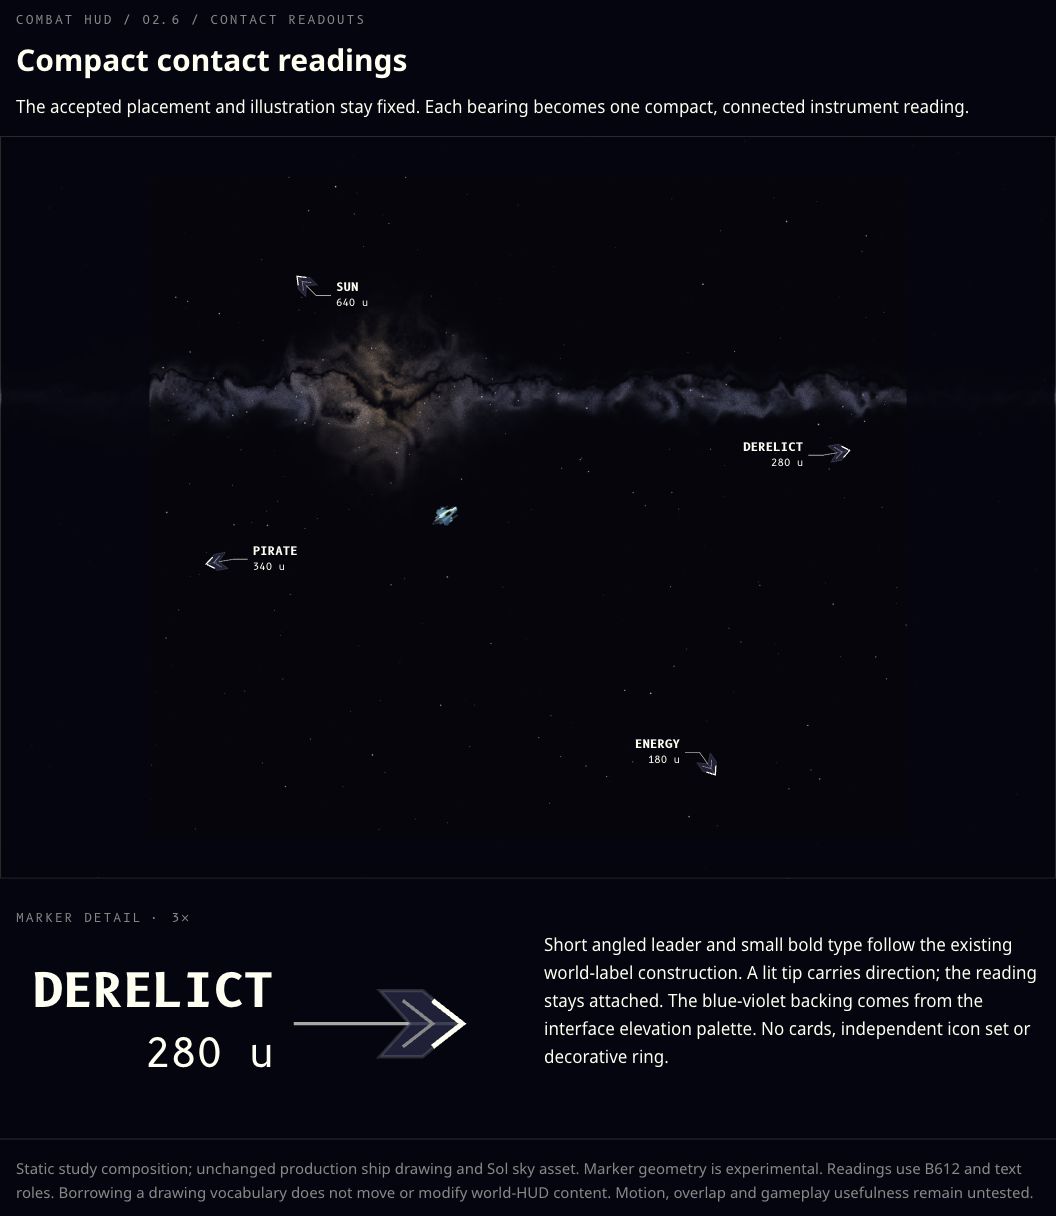 COMBAT HUD / 02.6 / CONTACT READOUTS
Compact contact readings
The accepted placement and illustration stay fixed. Each bearing becomes one compact, connected instrument reading.
SUN
640 u
DERELICT
280 u
PIRATE
340 u
ENERGY
180 u
MARKER DETAIL · 3×
DERELICT
280 u
Short angled leader and small bold type follow the existing
world-label construction. A lit tip carries direction; the reading
stays attached. The blue-violet backing comes from the
interface elevation palette. No cards, independent icon set or
decorative ring.
Static study composition; unchanged production ship drawing and Sol sky asset. Marker geometry is experimental. Readings use B612 and text
roles. Borrowing a drawing vocabulary does not move or modify world-HUD content. Motion, overlap and gameplay usefulness remain untested.